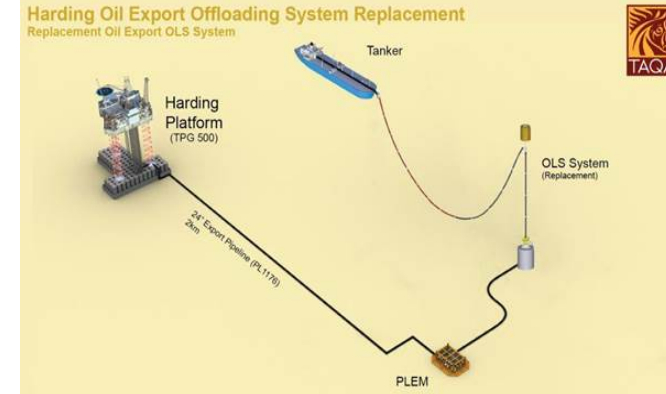 Harding Oil Export Offloading System Replacement
Replacement Oil Export OLS System
TAQA
Tanker
Harding
Platform
(TPG 500)
OLS System
(Replacement)
24" Export Pipeline (PL1176)
2km
PLEM